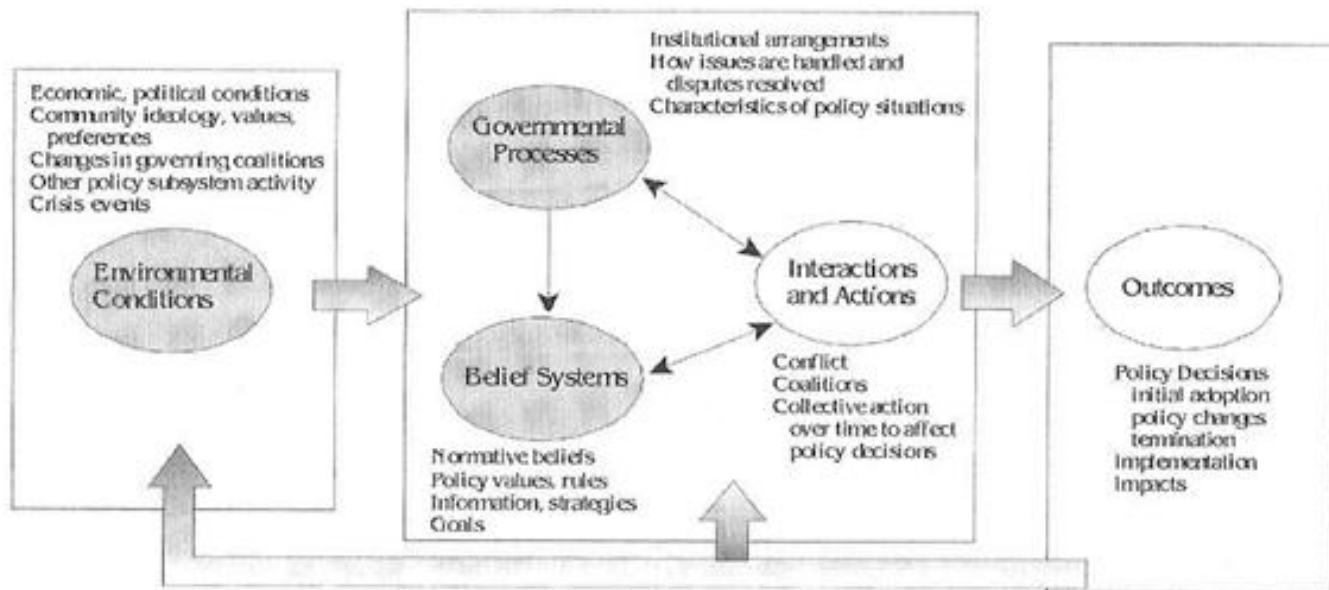 Economic, political conditions
Community ideology, values,
preferences
Changes in governing coalitions
Other policy subsystem activity
Crisis events
Environmental
Conditions
Institutional arrangements
How issues are handled and
disputes resolved
Characteristics of policy situations
Governmental
Processes
Belief Systems
Normative beliefs
Policy values, rules
Information, strategies
Goals
Interactions
and Actions
Conflict
Coalitions
Collective action
over time to affect
policy decisions
Outcomes
Policy Decisions
initial adoption
policy changes
termination
Implementation
Impacts